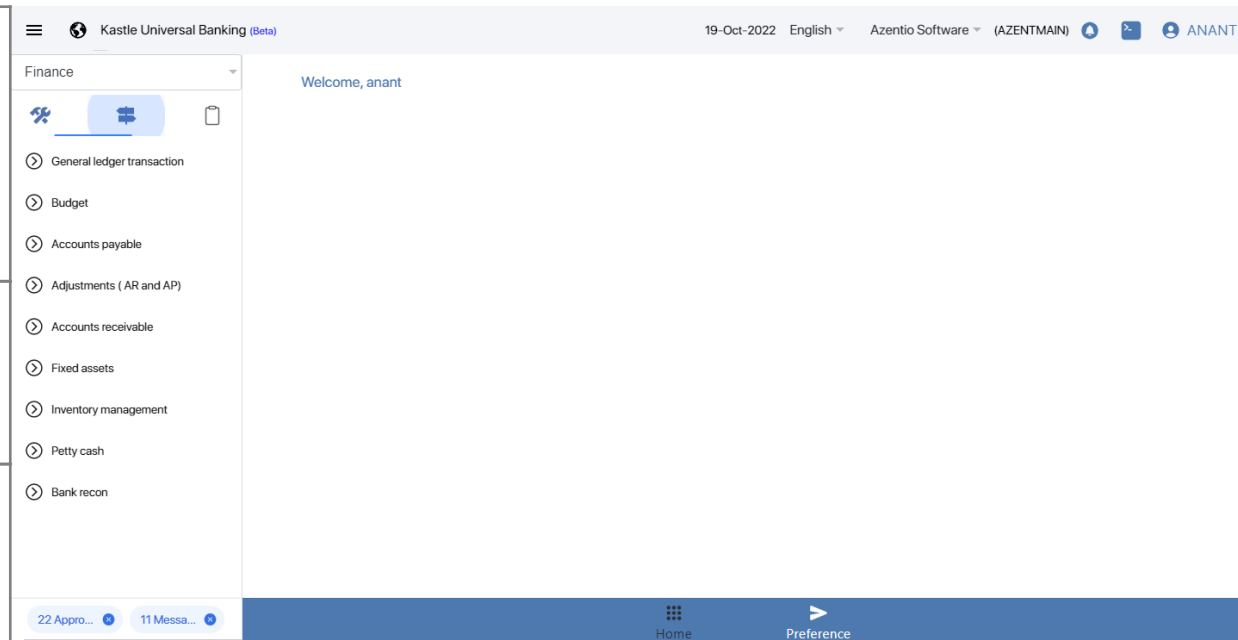 Kastle Universal Banking (Beta)
19-Oct-2022 English Azentio Software (AZENTMAIN) ANANT
Finance
Welcome, anant
General ledger transaction
Budget
Accounts payable
Adjustments ( AR and AP)
Accounts receivable
Fixed assets
Inventory management
Petty cash
Bank recon
22 Appro... 11 Messa...
Home Preference